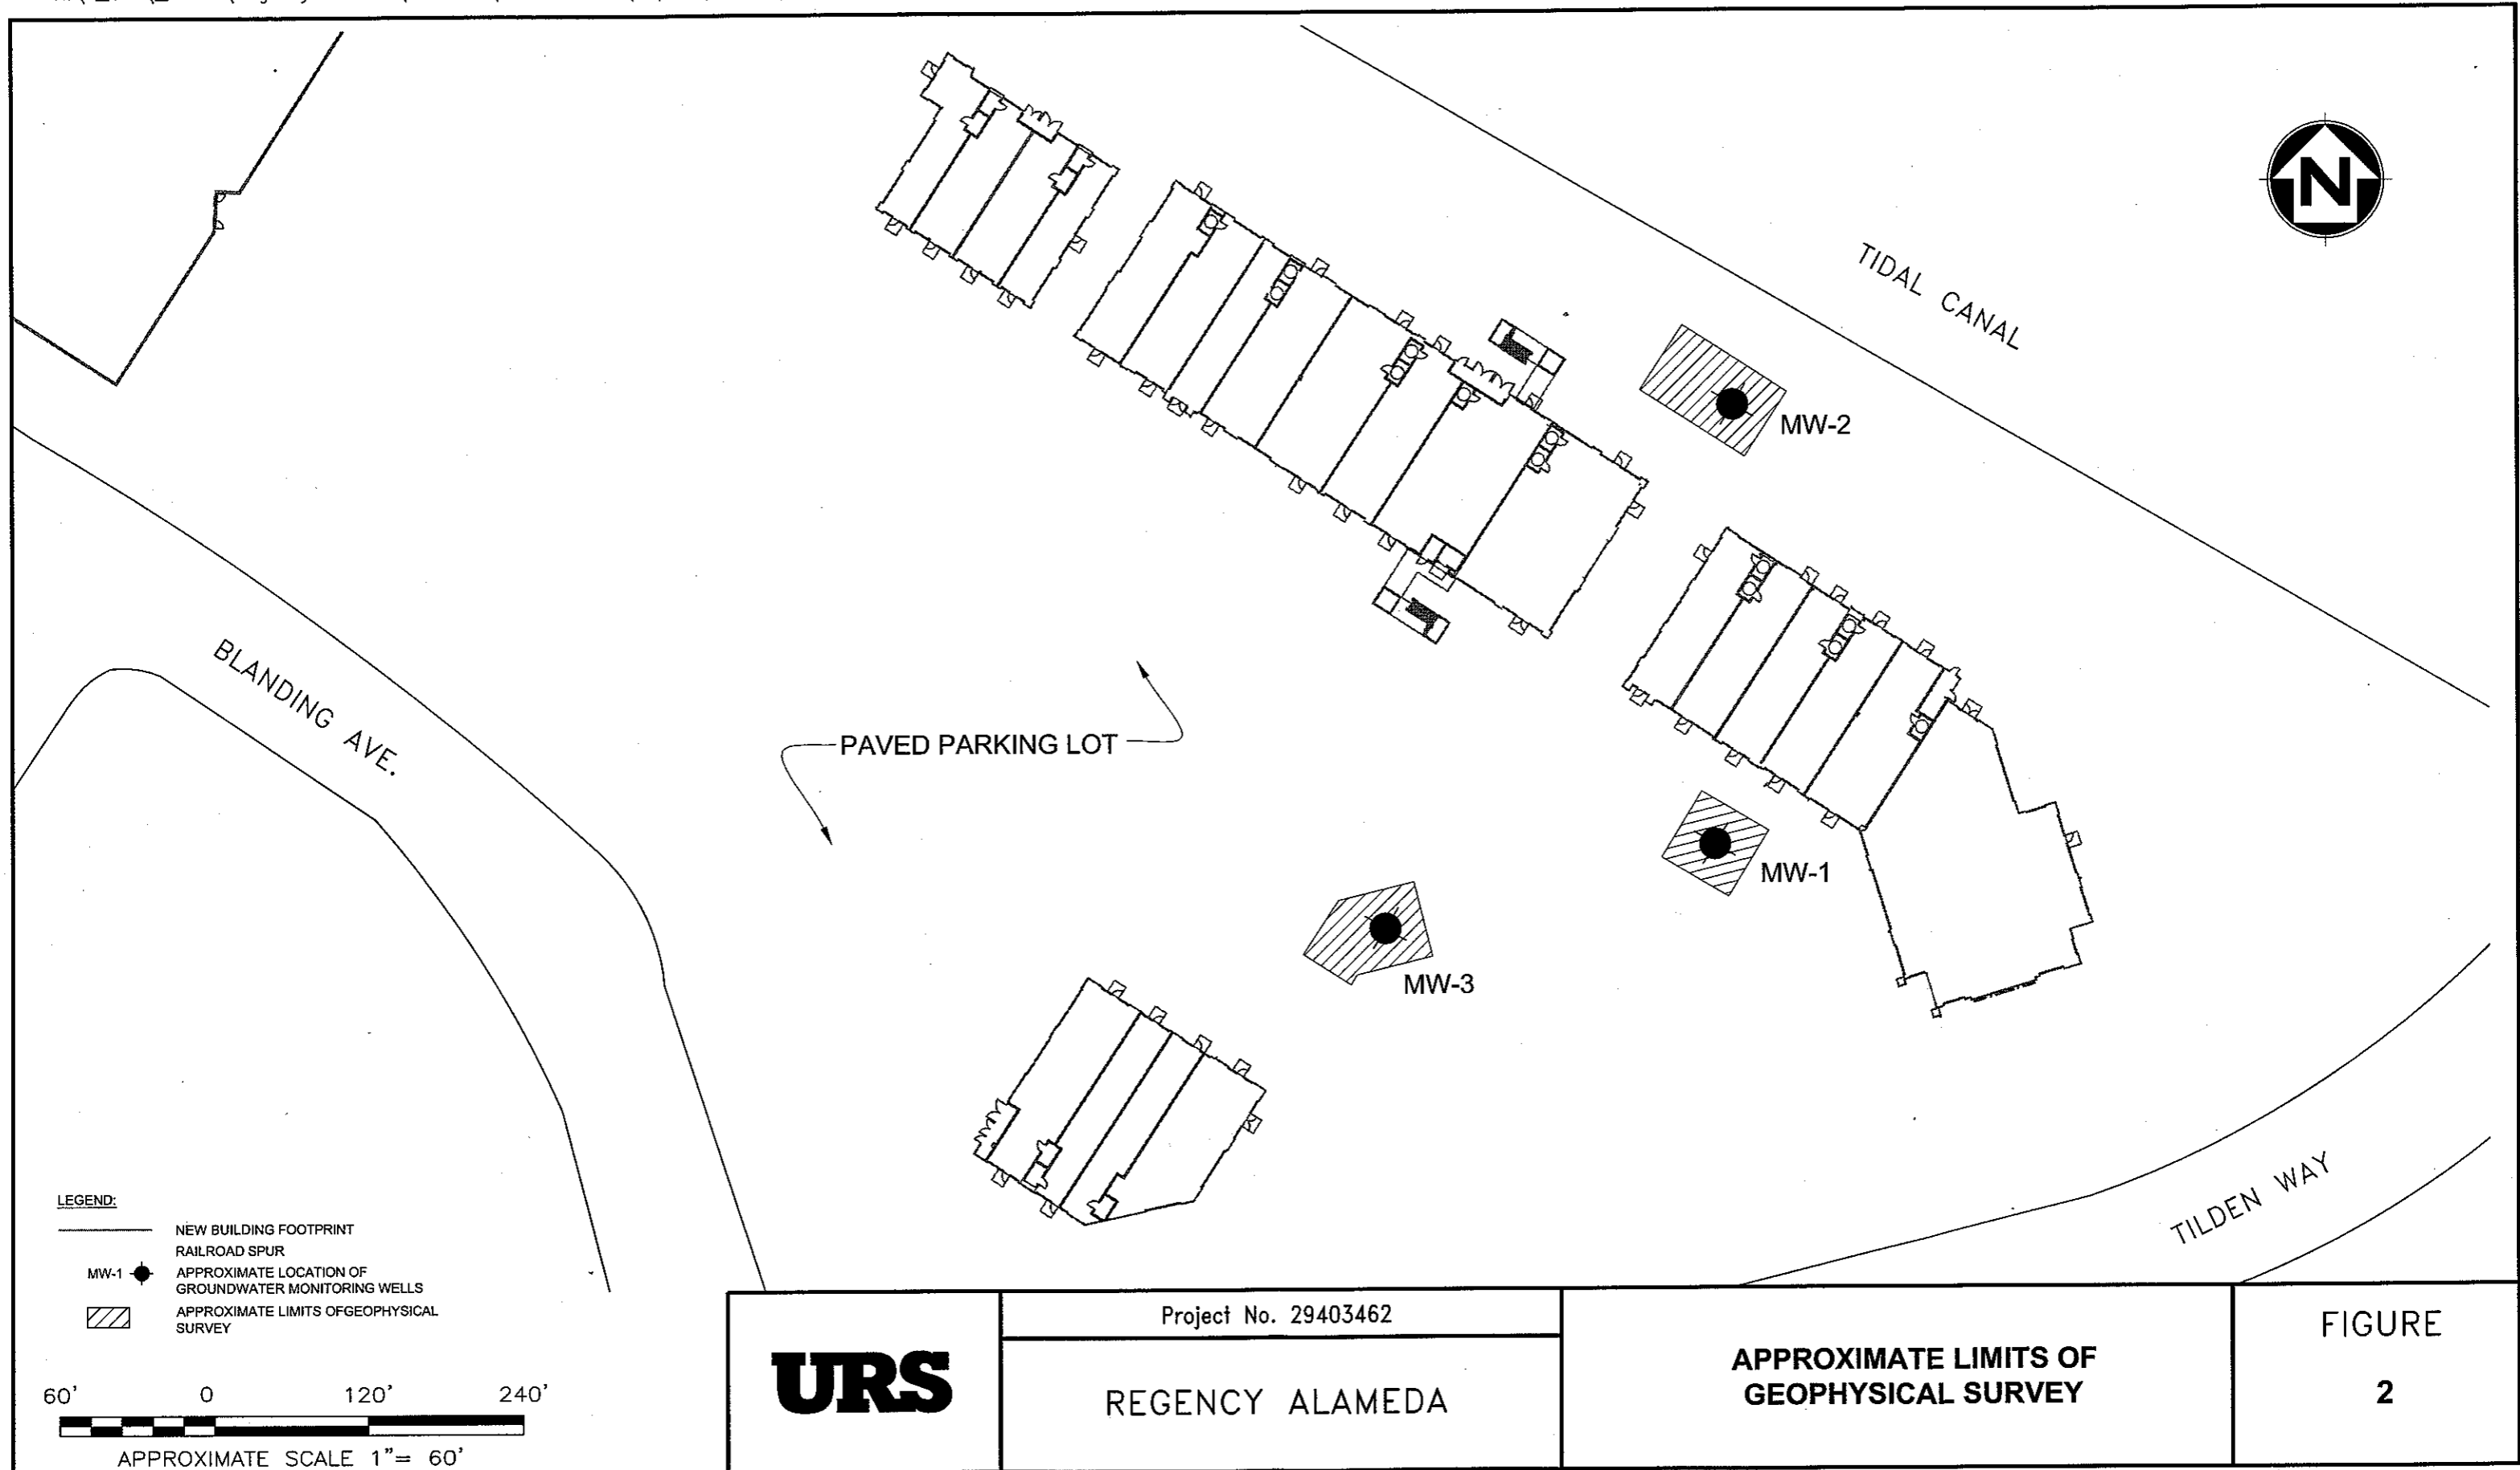 N
TIDAL CANAL
MW-2
BLANDING AVE.
PAVED PARKING LOT
MW-1
MW-3
TILDEN WAY
LEGEND:
NEW BUILDING FOOTPRINT
RAILROAD SPUR
MW-1
APPROXIMATE LOCATION OF
GROUNDWATER MONITORING WELLS
APPROXIMATE LIMITS OFGEOPHYSICAL
SURVEY
60' 0 120' 240'
APPROXIMATE SCALE 1"= 60'
URS
Project No. 29403462
REGENCY ALAMEDA
APPROXIMATE LIMITS OF
GEOPHYSICAL SURVEY
FIGURE
2